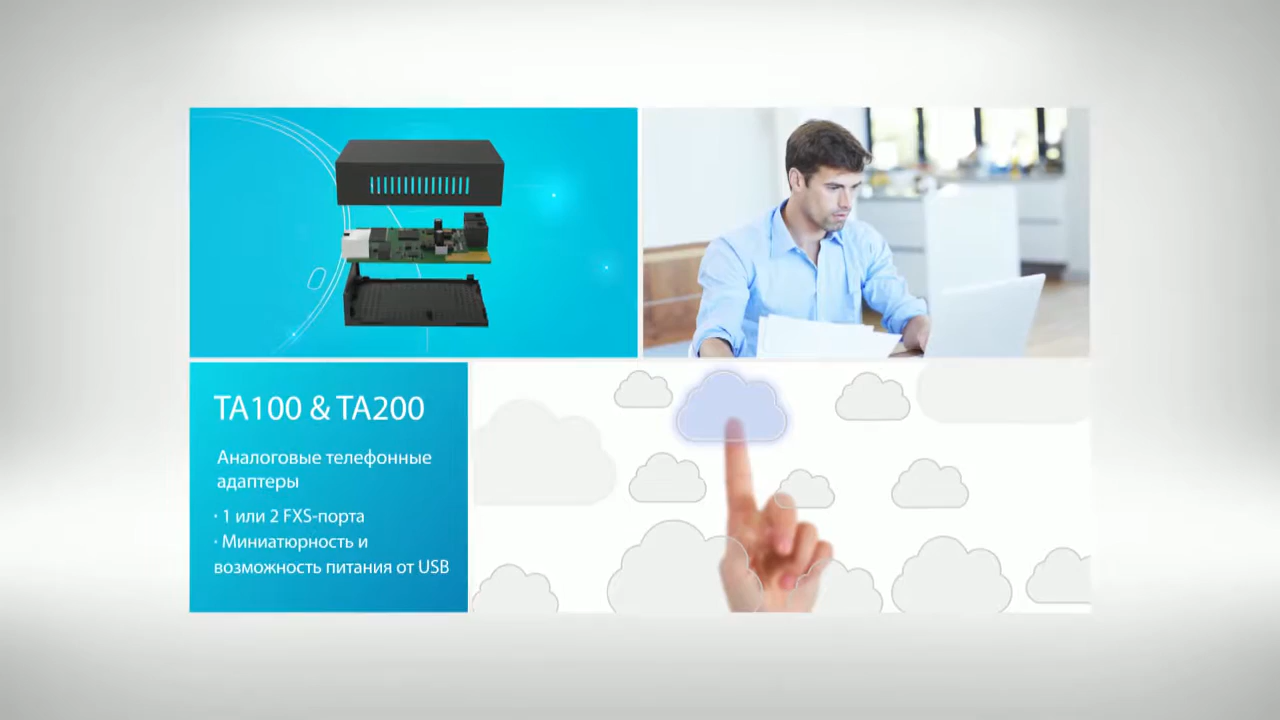 TA100 & TA200
Аналоговые телефонные
адаптеры
· 1 или 2 FXS-порта
· Миниатюрность и
возможность питания от USB